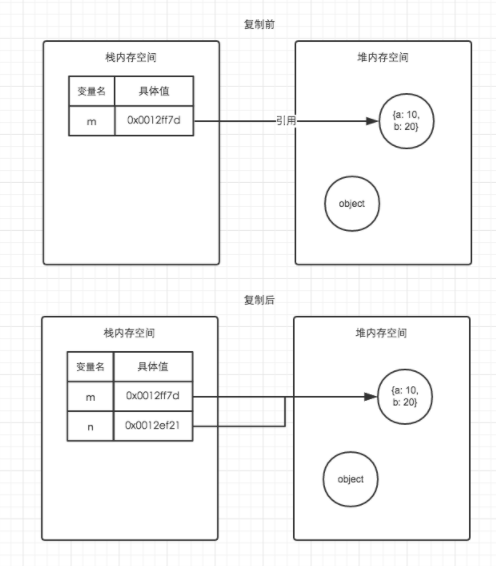 复制前
栈内存空间
堆内存空间
变量名 具体值
m 0x0012ff7d
引用
{a: 10,
b: 20}
object
复制后
栈内存空间
堆内存空间
变量名 具体值
m 0x0012ff7d
n 0x0012ef21
{a: 10,
b: 20}
object